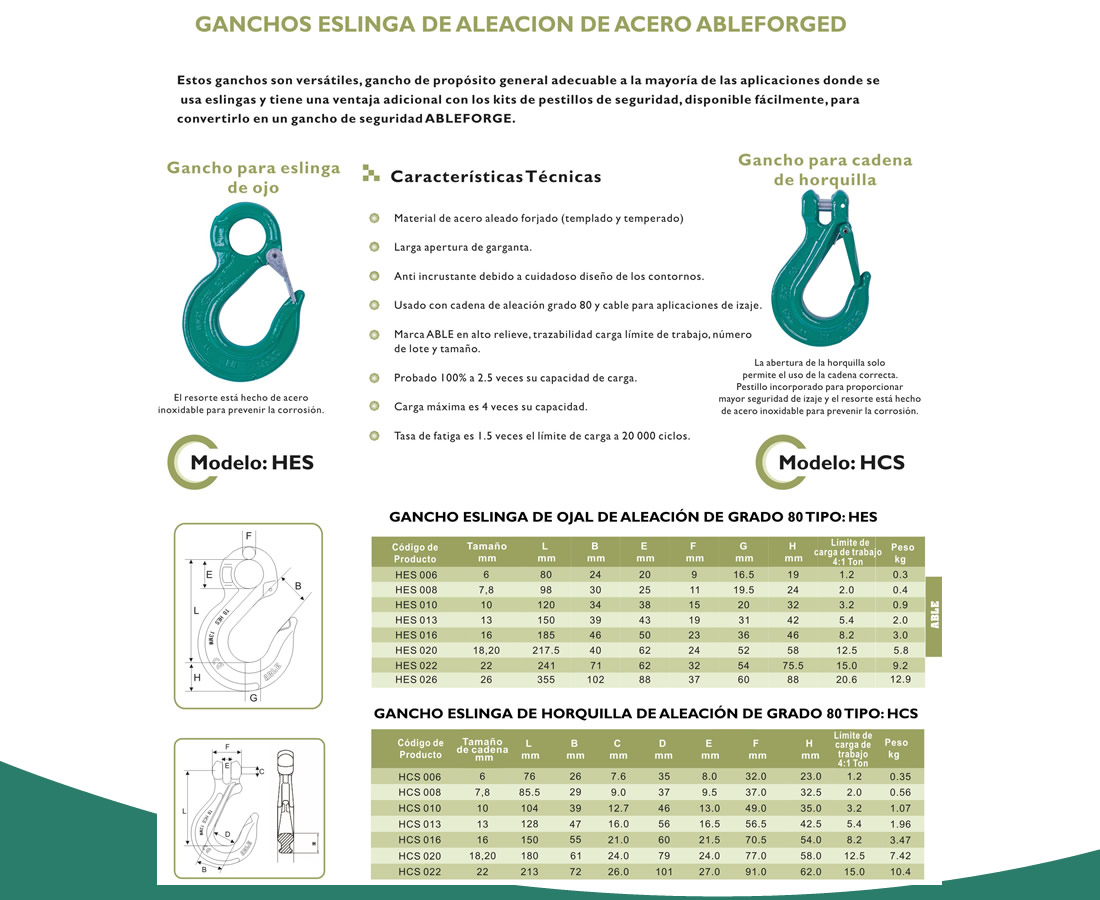 GANCHOS ESLINGA DE ALEACION DE ACERO ABLEFORGED
Estos ganchos son versátiles, gancho de propósito general adecuable a la mayoría de las aplicaciones donde se
usa eslingas y tiene una ventaja adicional con los kits de pestillos de seguridad, disponible fácilmente, para
convertirlo en un gancho de seguridad ABLEFORGE.
Gancho para eslinga
de ojo
El resorte está hecho de acero
inoxidable para prevenir la corrosión.
Modelo: HES
Características Técnicas
Material de acero aleado forjado (templado y temperado)
Larga apertura de garganta.
Anti incrustante debido a cuidadoso diseño de los contornos.
Usado con cadena de aleación grado 80 y cable para aplicaciones de izaje.
Marca ABLE en alto relieve, trazabilidad carga límite de trabajo, número
de lote y tamaño.
Probado 100% a 2.5 veces su capacidad de carga.
Carga máxima es 4 veces su capacidad.
Tasa de fatiga es 1.5 veces el límite de carga a 20 000 ciclos.
Gancho para cadena
de horquilla
La abertura de la horquilla solo
permite el uso de la cadena correcta.
Pestillo incorporado para proporcionar
mayor seguridad de izaje y el resorte está hecho
de acero inoxidable para prevenir la corrosión.
Modelo: HCS
F
E
B
L
H
G
TG HES
13MM
ABLE
GANCHO ESLINGA DE OJAL DE ALEACIÓN DE GRADO 80 TIPO: HES
Código de Producto Tamaño mm L mm B mm E mm F mm G mm H mm Límite de carga de trabajo 4:1 Ton Peso kg
HES 006 6 80 24 20 9 16.5 19 1.2 0.3
HES 008 7,8 98 30 25 11 19.5 24 2.0 0.4
HES 010 10 120 34 38 15 20 32 3.2 0.9
HES 013 13 150 39 43 19 31 42 5.4 2.0
HES 016 16 185 46 50 23 36 46 8.2 3.0
HES 020 18,20 217.5 40 62 24 52 58 12.5 5.8
HES 022 22 241 71 62 32 54 75.5 15.0 9.2
HES 026 26 355 102 88 37 60 88 20.6 12.9
ABLE
F
E
C
L
D
B
H
GANCHO ESLINGA DE HORQUILLA DE ALEACIÓN DE GRADO 80 TIPO: HCS
Código de Producto Tamaño de cadena mm L mm B mm C mm D mm E mm F mm H mm Límite de carga de trabajo 4:1 Ton Peso kg
HCS 006 6 76 26 7.6 35 8.0 32.0 23.0 1.2 0.35
HCS 008 7,8 85.5 29 9.0 37 9.5 37.0 32.5 2.0 0.56
HCS 010 10 104 39 12.7 46 13.0 49.0 35.0 3.2 1.07
HCS 013 13 128 47 16.0 56 16.5 56.5 42.5 5.4 1.96
HCS 016 16 150 55 21.0 60 21.5 70.5 54.0 8.2 3.47
HCS 020 18,20 180 61 24.0 79 24.0 77.0 58.0 12.5 7.42
HCS 022 22 213 72 26.0 101 27.0 91.0 62.0 15.0 10.4